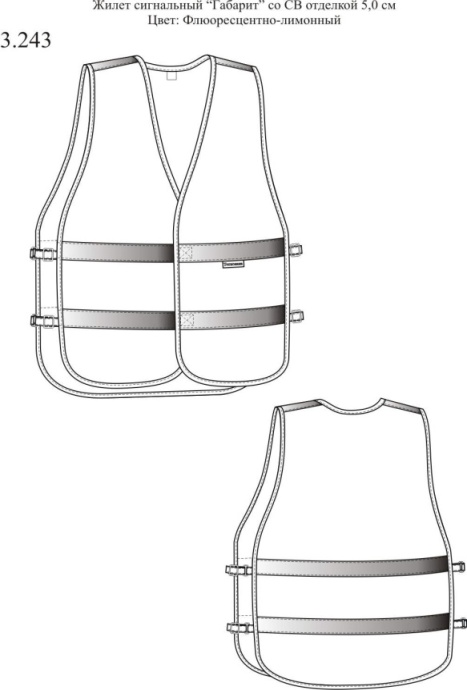 Жилет сигнальный “Габарит” со СВ отделкой 5,0 см
Цвет: Флюоресцентно-лимонный
3.243